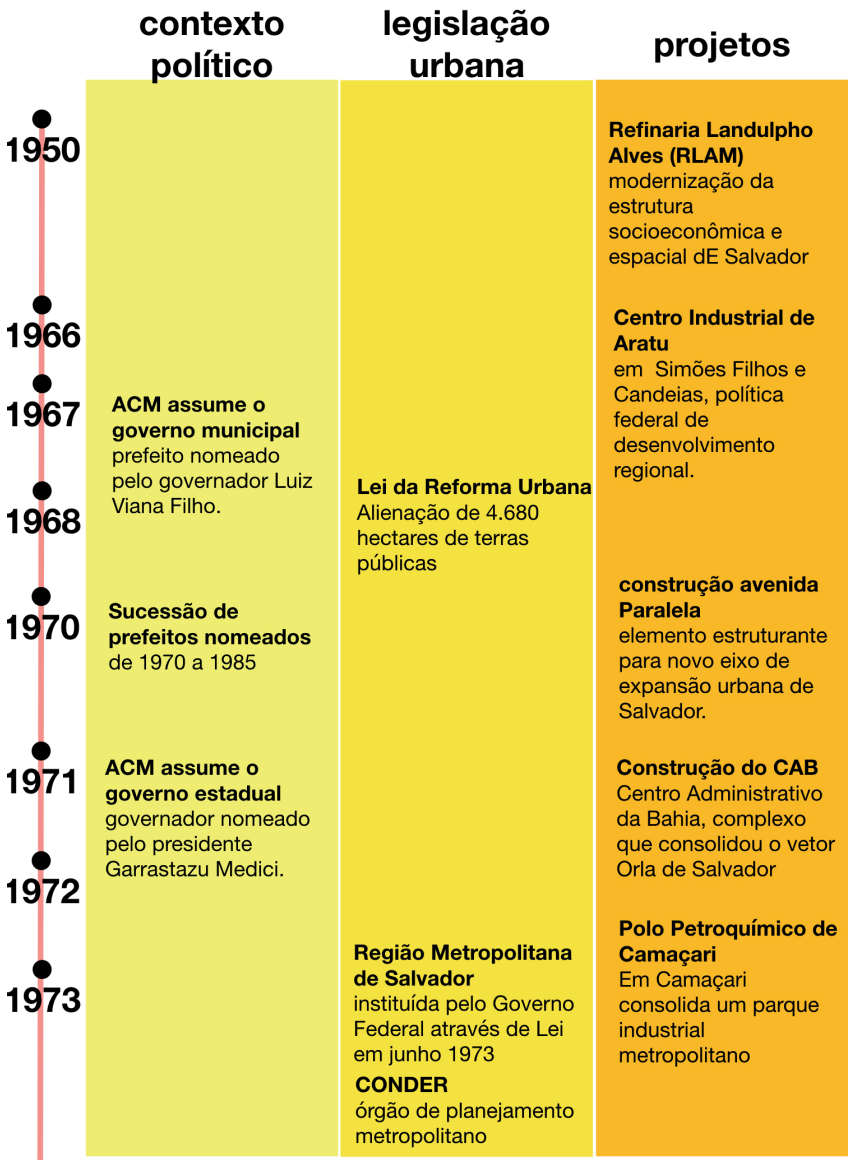 contexto
político
legislação
urbana
projetos
1950
Refinaria Landulpho
Alves (RLAM)
modernização da
estrutura
socioeconômica e
espacial dE Salvador
1966
Centro Industrial de
Aratu
em Simões Filhos e
Candeias, política
federal de
desenvolvimento
regional.
1967
ACM assume o
governo municipal
prefeito nomeado
pelo governador Luiz
Viana Filho.
1968
Lei da Reforma Urbana
Alienação de 4.680
hectares de terras
públicas
1970
Sucessão de
prefeitos nomeados
de 1970 a 1985
construção avenida
Paralela
elemento estruturante
para novo eixo de
expansão urbana de
Salvador.
1971
ACM assume o
governo estadual
governador nomeado
pelo presidente
Garrastazu Medici.
Construção do CAB
Centro Administrativo
da Bahia, complexo
que consolidou o vetor
Orla de Salvador
1972
Polo Petroquímico de
Camaçari
Em Camaçari
consolida um parque
industrial
metropolitano
1973
Região Metropolitana
de Salvador
instituída pelo Governo
Federal através de Lei
em junho 1973
CONDER
órgão de planejamento
metropolitano